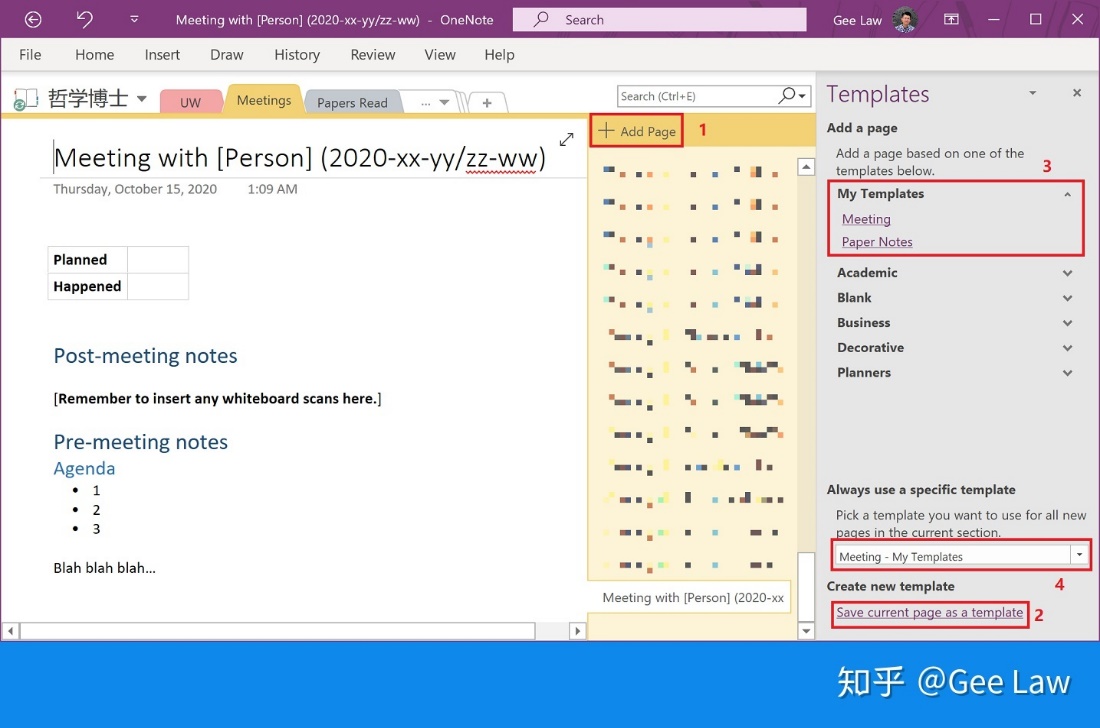 Meeting with [Person] (2020-xx-yy/zz-ww) - OneNote
Search
Gee Law
File Home Insert Draw History Review View Help
哲学博士
UW
Meetings
Papers Read
...
Search (Ctrl+E)
Meeting with [Person] (2020-xx-yy/zz-ww)
Thursday, October 15, 2020 1:09 AM
Planned
Happened
Post-meeting notes
[Remember to insert any whiteboard scans here.]
Pre-meeting notes
Agenda
• 1
• 2
• 3
Blah blah blah...
+ Add Page
1
Meeting with [Person] (2020-xx
Templates
Add a page
Add a page based on one of the
templates below.
3
My Templates
Meeting
Paper Notes
Academic
Blank
Business
Decorative
Planners
Always use a specific template
Pick a template you want to use for all new
pages in the current section.
Meeting - My Templates
4
Create new template
Save current page as a template
2
知乎 @Gee Law